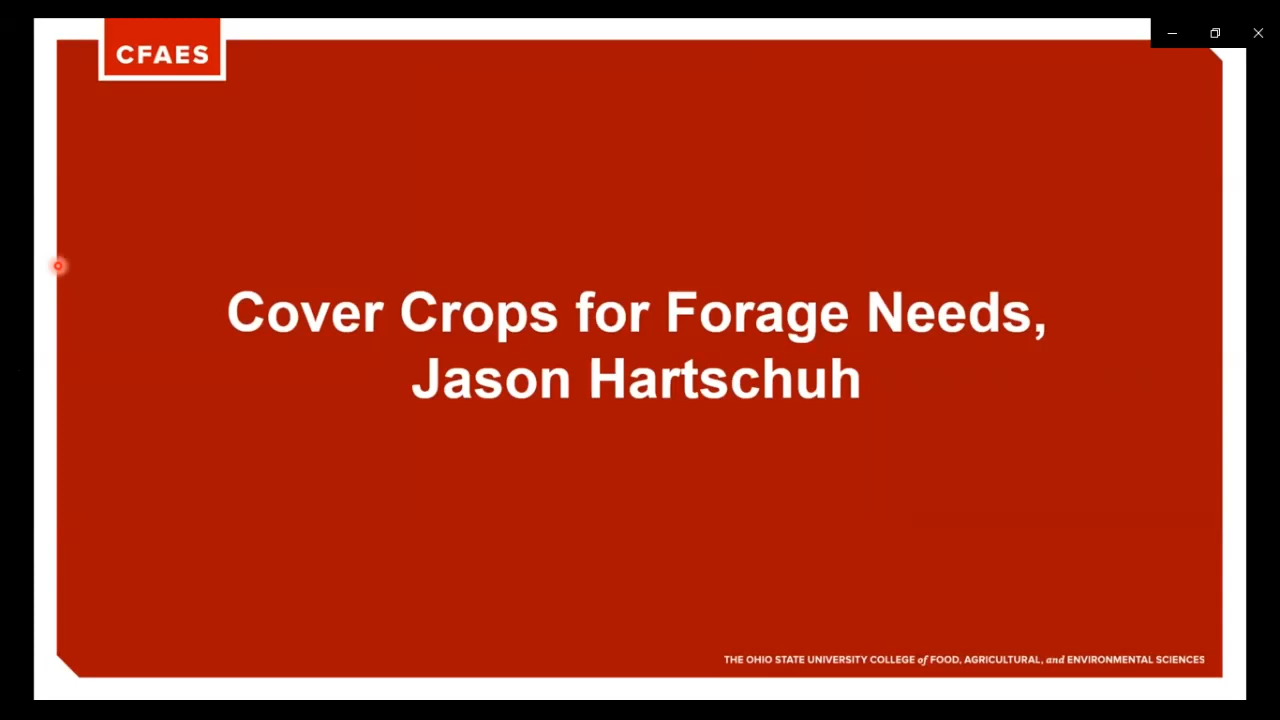 CFAES
Cover Crops for Forage Needs,
Jason Hartschuh
THE OHIO STATE UNIVERSITY COLLEGE of FOOD, AGRICULTURAL, and ENVIRONMENTAL SCIENCES